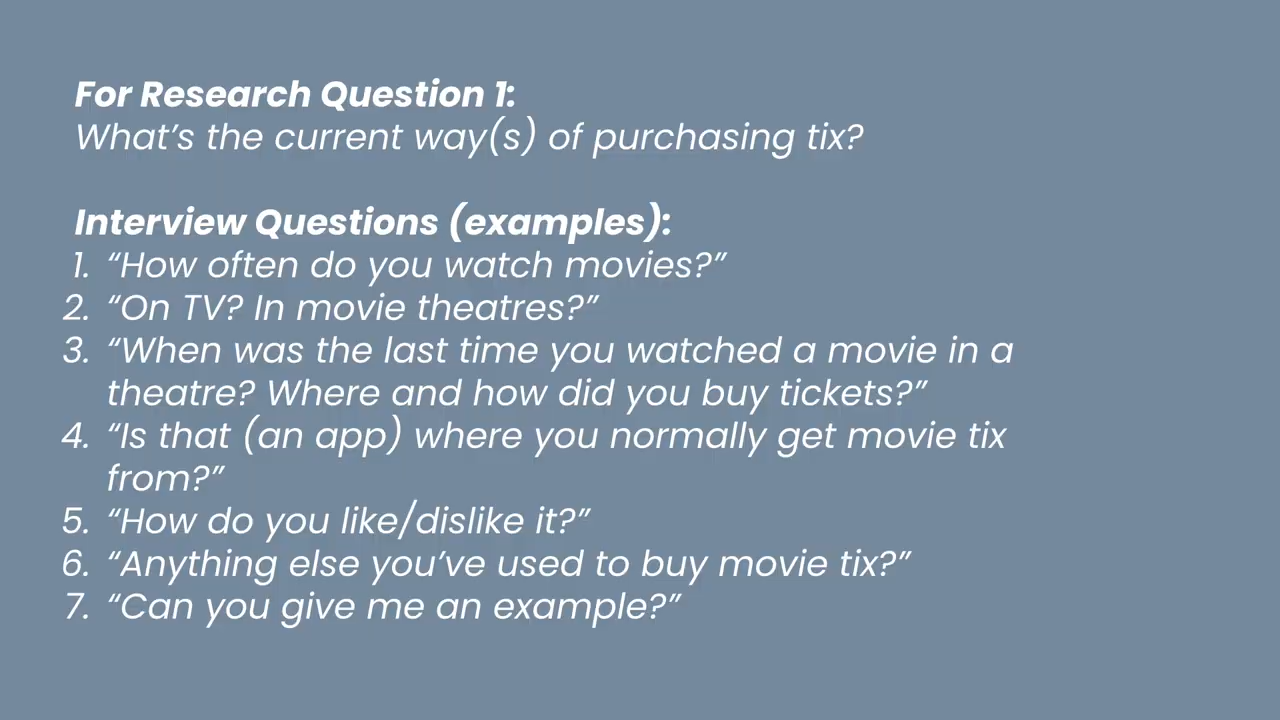 For Research Question 1:
What’s the current way(s) of purchasing tix?
Interview Questions (examples):
1. “How often do you watch movies?”
2. “On TV? In movie theatres?”
3. “When was the last time you watched a movie in a
theatre? Where and how did you buy tickets?”
4. “Is that (an app) where you normally get movie tix
from?”
5. “How do you like/dislike it?”
6. “Anything else you’ve used to buy movie tix?”
7. “Can you give me an example?”